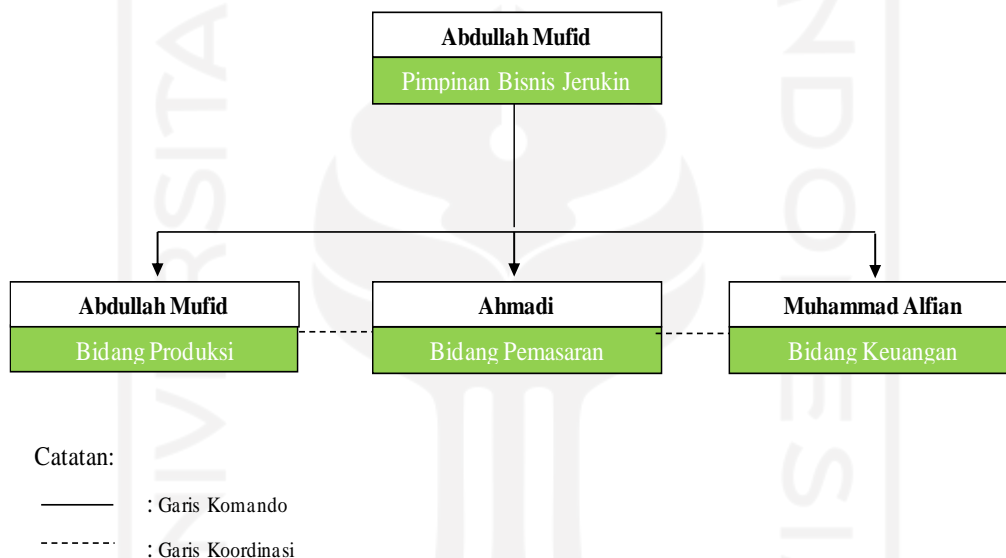 Abdullah Mufid
Pimpinan Bisnis Jerukin
Abdullah Mufid
Bidang Produksi
Ahmadi
Bidang Pemasaran
Muhammad Alfian
Bidang Keuangan
Catatan:
: Garis Komando
: Garis Koordinasi